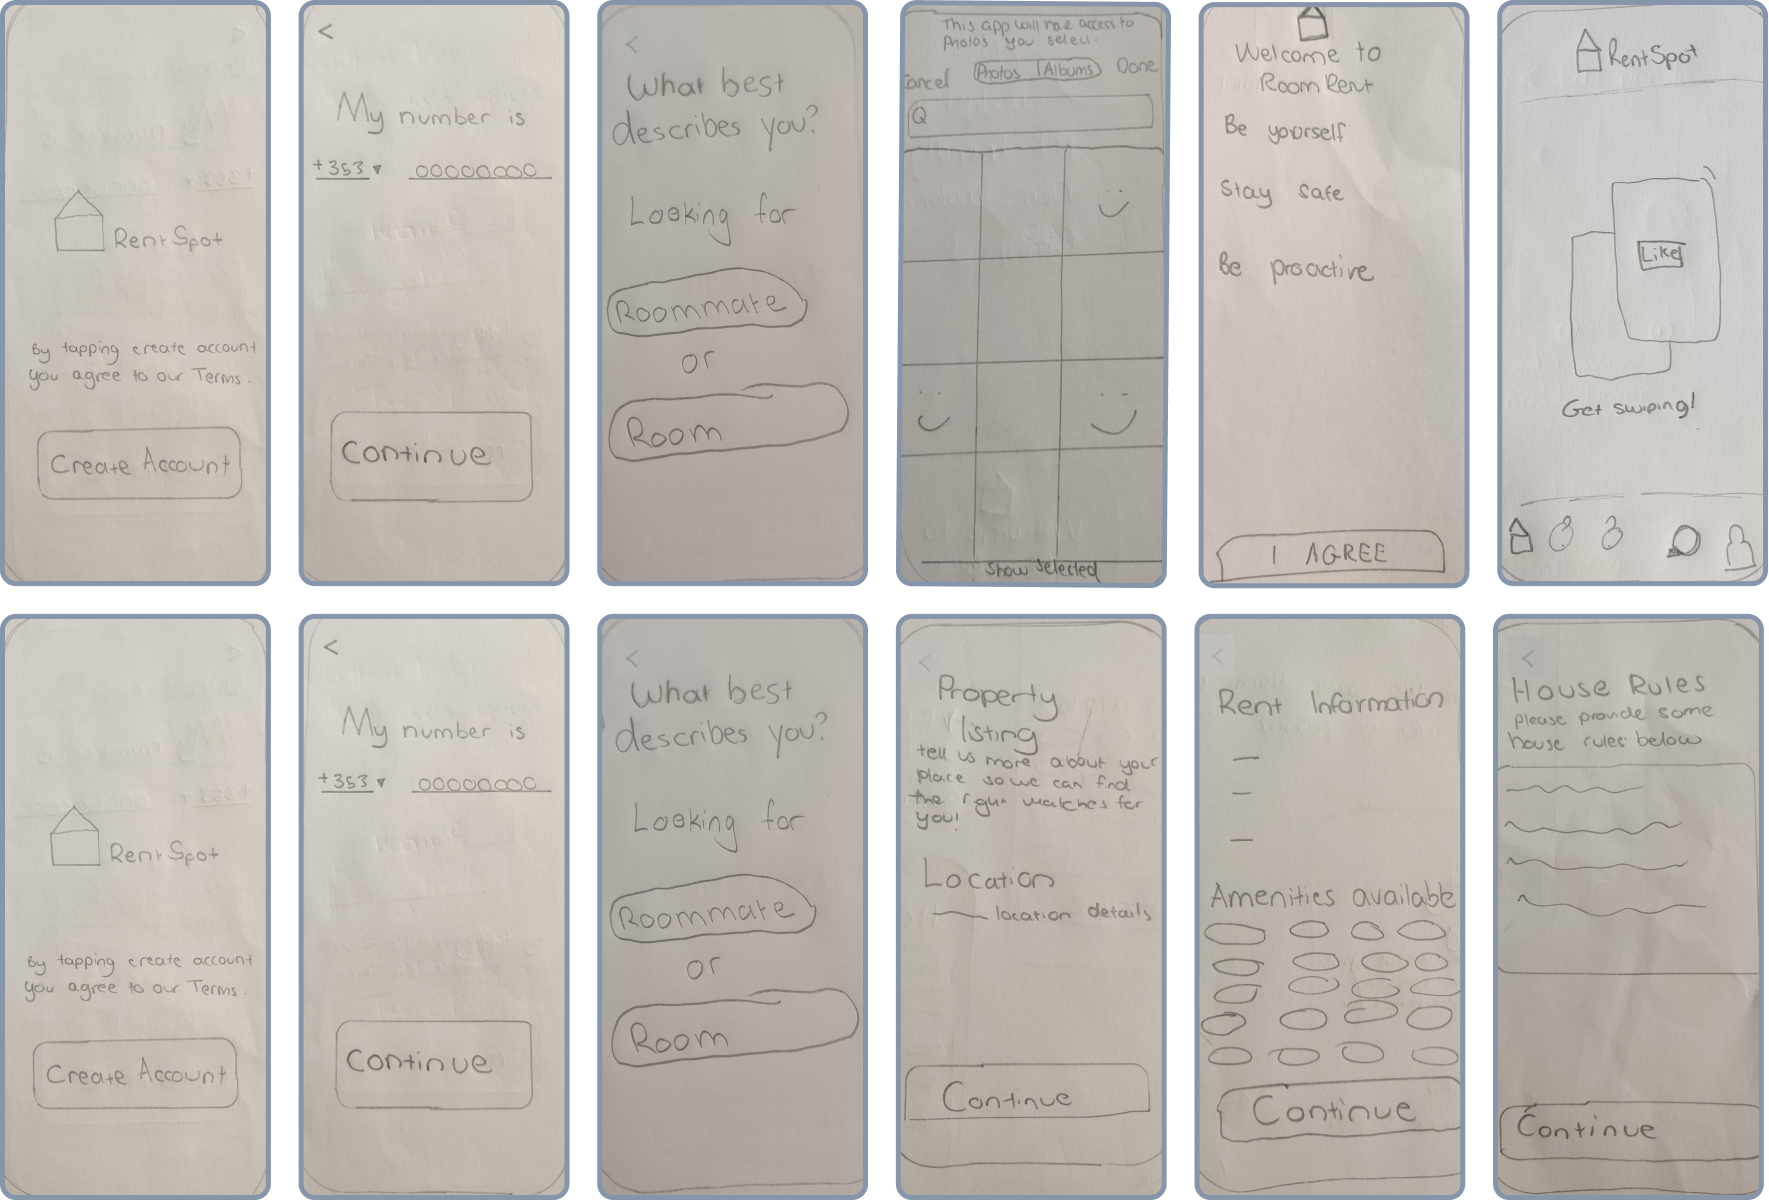 Rent Spot
By tapping create account
you agree to our Terms.
Create Account
<
My number is
+353 ▾ 00000000
Continue
<
What best
describes you?
Looking for
Roommate
or
Room
This app will have access to
Photos you select.
Cancel Photos Albums Done
Q
Show Selected
Welcome to
Room Rent
Be yourself
Stay safe
Be proactive
I AGREE
Rent Spot
Like
Get swiping!
Rent Spot
By tapping create account
you agree to our Terms.
Create Account
<
My number is
+353 ▾ 00000000
Continue
<
What best
describes you?
Looking for
Roommate
or
Room
<
Property
listing
tell us more about your
place so we can find
the right matches for
you!
Location
location details
Continue
<
Rent Information
Amenities available
Continue
<
House Rules
Please provide some
house rules below
Continue